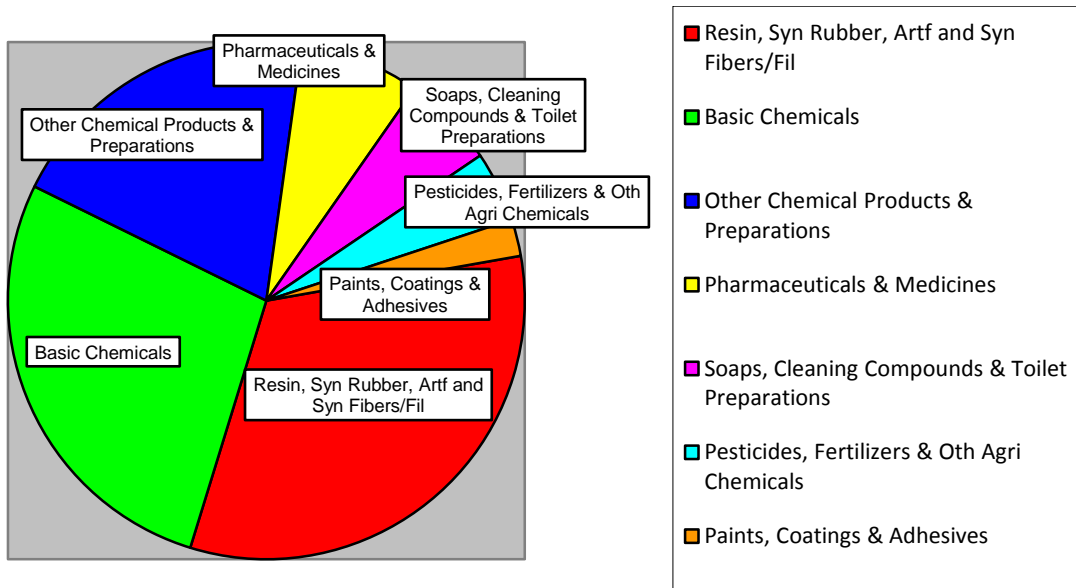 Pharmaceuticals &
Medicines
Soaps, Cleaning
Compounds & Toilet
Preparations
Other Chemical Products &
Preparations
Pesticides, Fertilizers & Oth
Agri Chemicals
Paints, Coatings &
Adhesives
Basic Chemicals
Resin, Syn Rubber, Artf and
Syn Fibers/Fil
Resin, Syn Rubber, Artf and Syn
Fibers/Fil
Basic Chemicals
Other Chemical Products &
Preparations
Pharmaceuticals & Medicines
Soaps, Cleaning Compounds & Toilet
Preparations
Pesticides, Fertilizers & Oth Agri
Chemicals
Paints, Coatings & Adhesives